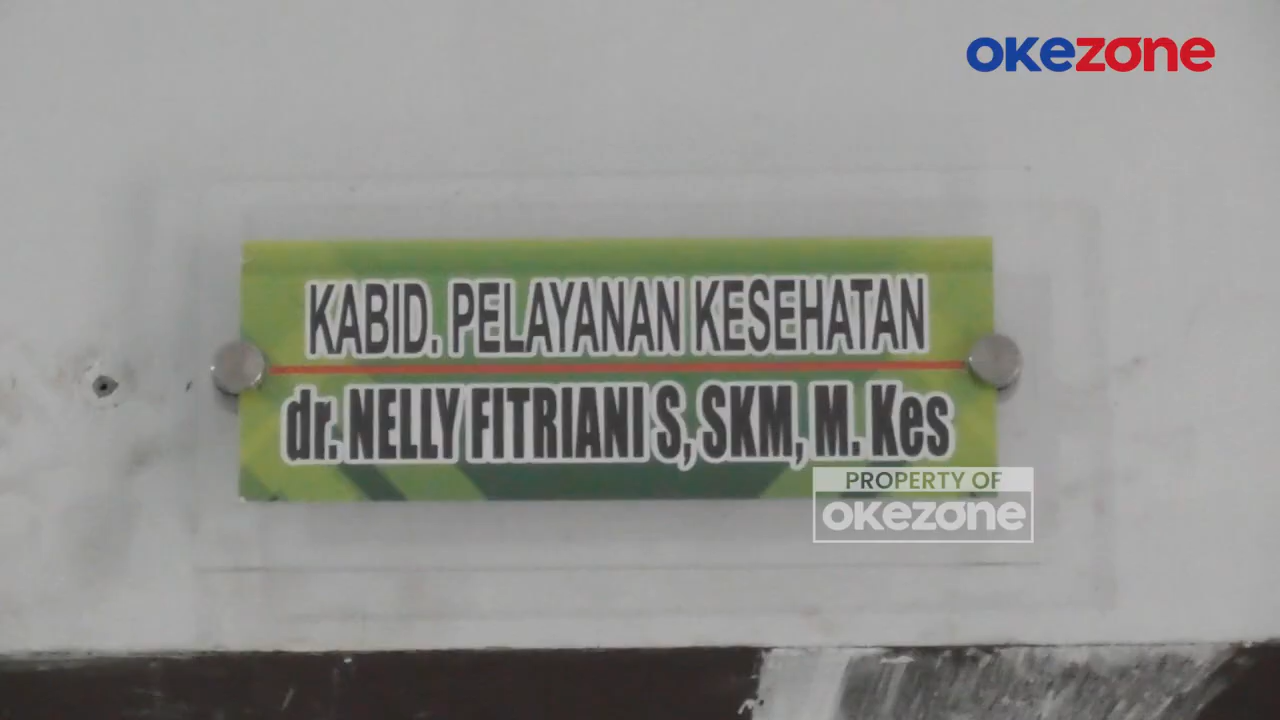 okezone
KABID. PELAYANAN KESEHATAN
dr. NELLY FITRIANI S, SKM, M. Kes
PROPERTY OF
okezone